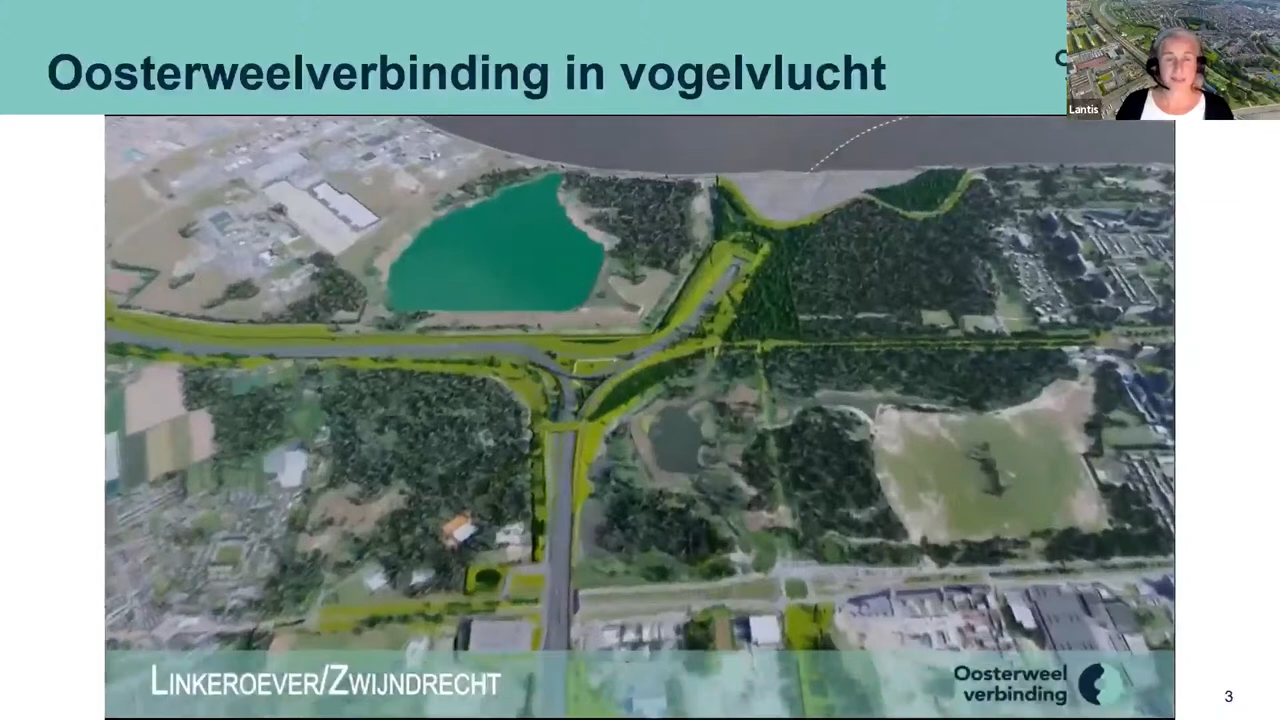 Oosterweelverbinding in vogelvlucht
Lantis
LINKEROEVER/ZWIJNDRECHT
Oosterweel
verbinding
3